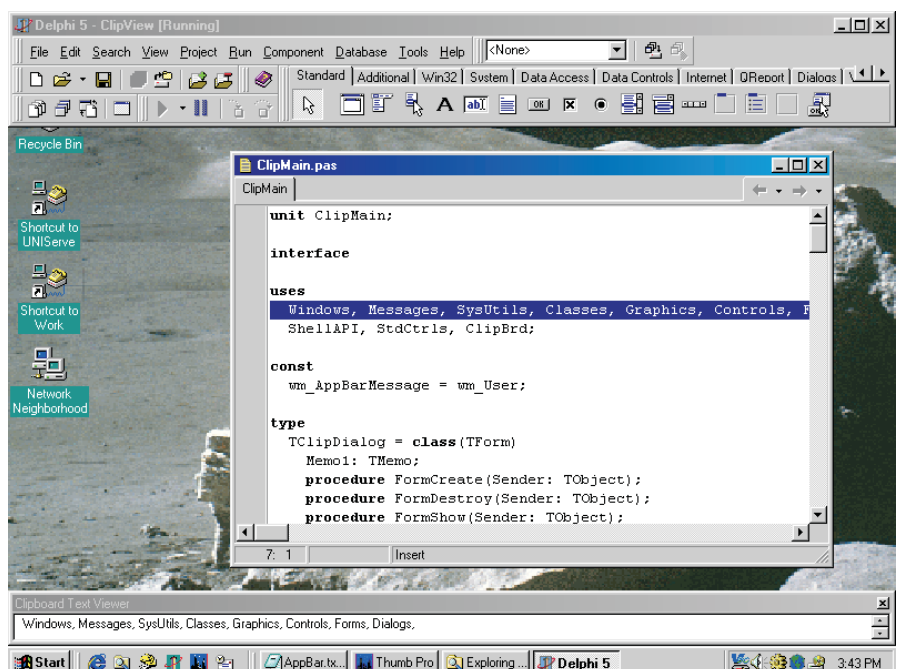 Delphi 5 - ClipView [Running]
File Edit Search View Project Run Component Database Tools Help <None>
Standard Additional Win32 System Data Access Data Controls Internet QReport Dialogs
A ab OK
OK
Recycle Bin
ClipMain.pas
ClipMain
Shortcut to
UNIServe
Shortcut to
Work
Network
Neighborhood
unit ClipMain;
interface
uses
Windows, Messages, SysUtils, Classes, Graphics, Controls, F
ShellAPI, StdCtrls, ClipBrd;
const
wm_AppBarMessage = wm_User;
type
TClipDialog = class(TForm)
Memo1: TMemo;
procedure FormCreate(Sender: TObject);
procedure FormDestroy(Sender: TObject);
procedure FormShow(Sender: TObject);
7: 1 Insert
Clipboard Text Viewer
Windows, Messages, SysUtils, Classes, Graphics, Controls, Forms, Dialogs,
Start AppBar.tx... Thumb Pro Exploring ... Delphi 5 3:43 PM